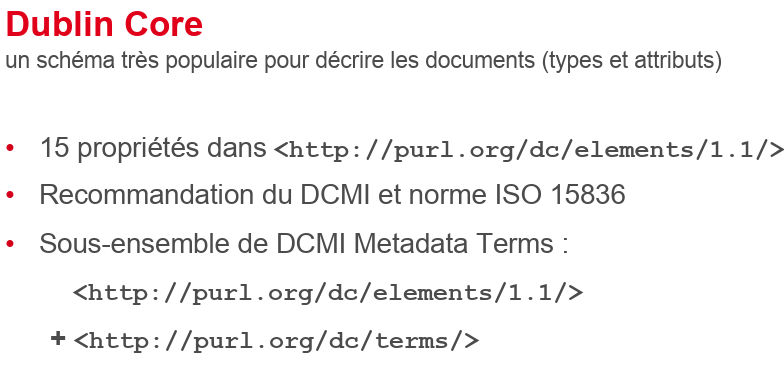 Dublin Core
un schéma très populaire pour décrire les documents (types et attributs)
• 15 propriétés dans <http://purl.org/dc/elements/1.1/>
• Recommandation du DCMI et norme ISO 15836
• Sous-ensemble de DCMI Metadata Terms :
<http://purl.org/dc/elements/1.1/>
+ <http://purl.org/dc/terms/>